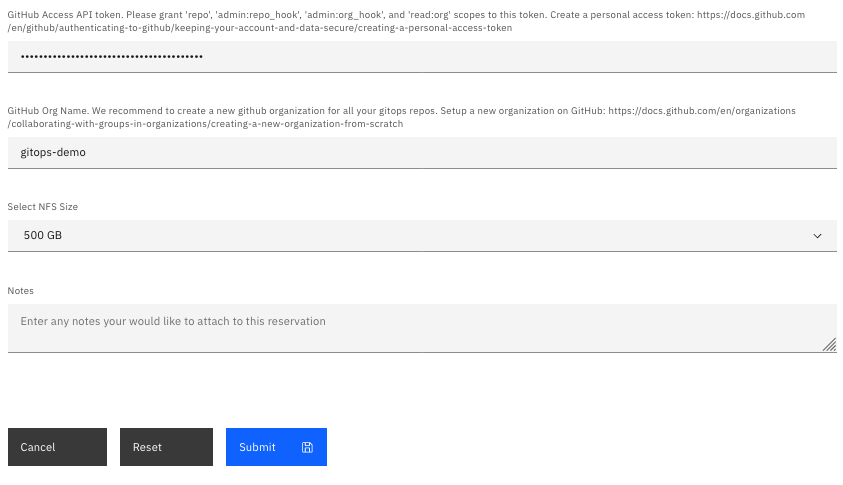 GitHub Access API token. Please grant 'repo', 'admin:repo_hook', 'admin:org_hook', and 'read:org' scopes to this token. Create a personal access token: https://docs.github.com
/en/github/authenticating-to-github/keeping-your-account-and-data-secure/creating-a-personal-access-token
••••••••••••••••••••••••••••••••••••••••
GitHub Org Name. We recommend to create a new github organization for all your gitops repos. Setup a new organization on GitHub: https://docs.github.com/en/organizations
/collaborating-with-groups-in-organizations/creating-a-new-organization-from-scratch
gitops-demo
Select NFS Size
500 GB
Notes
Enter any notes your would like to attach to this reservation
Cancel Reset Submit